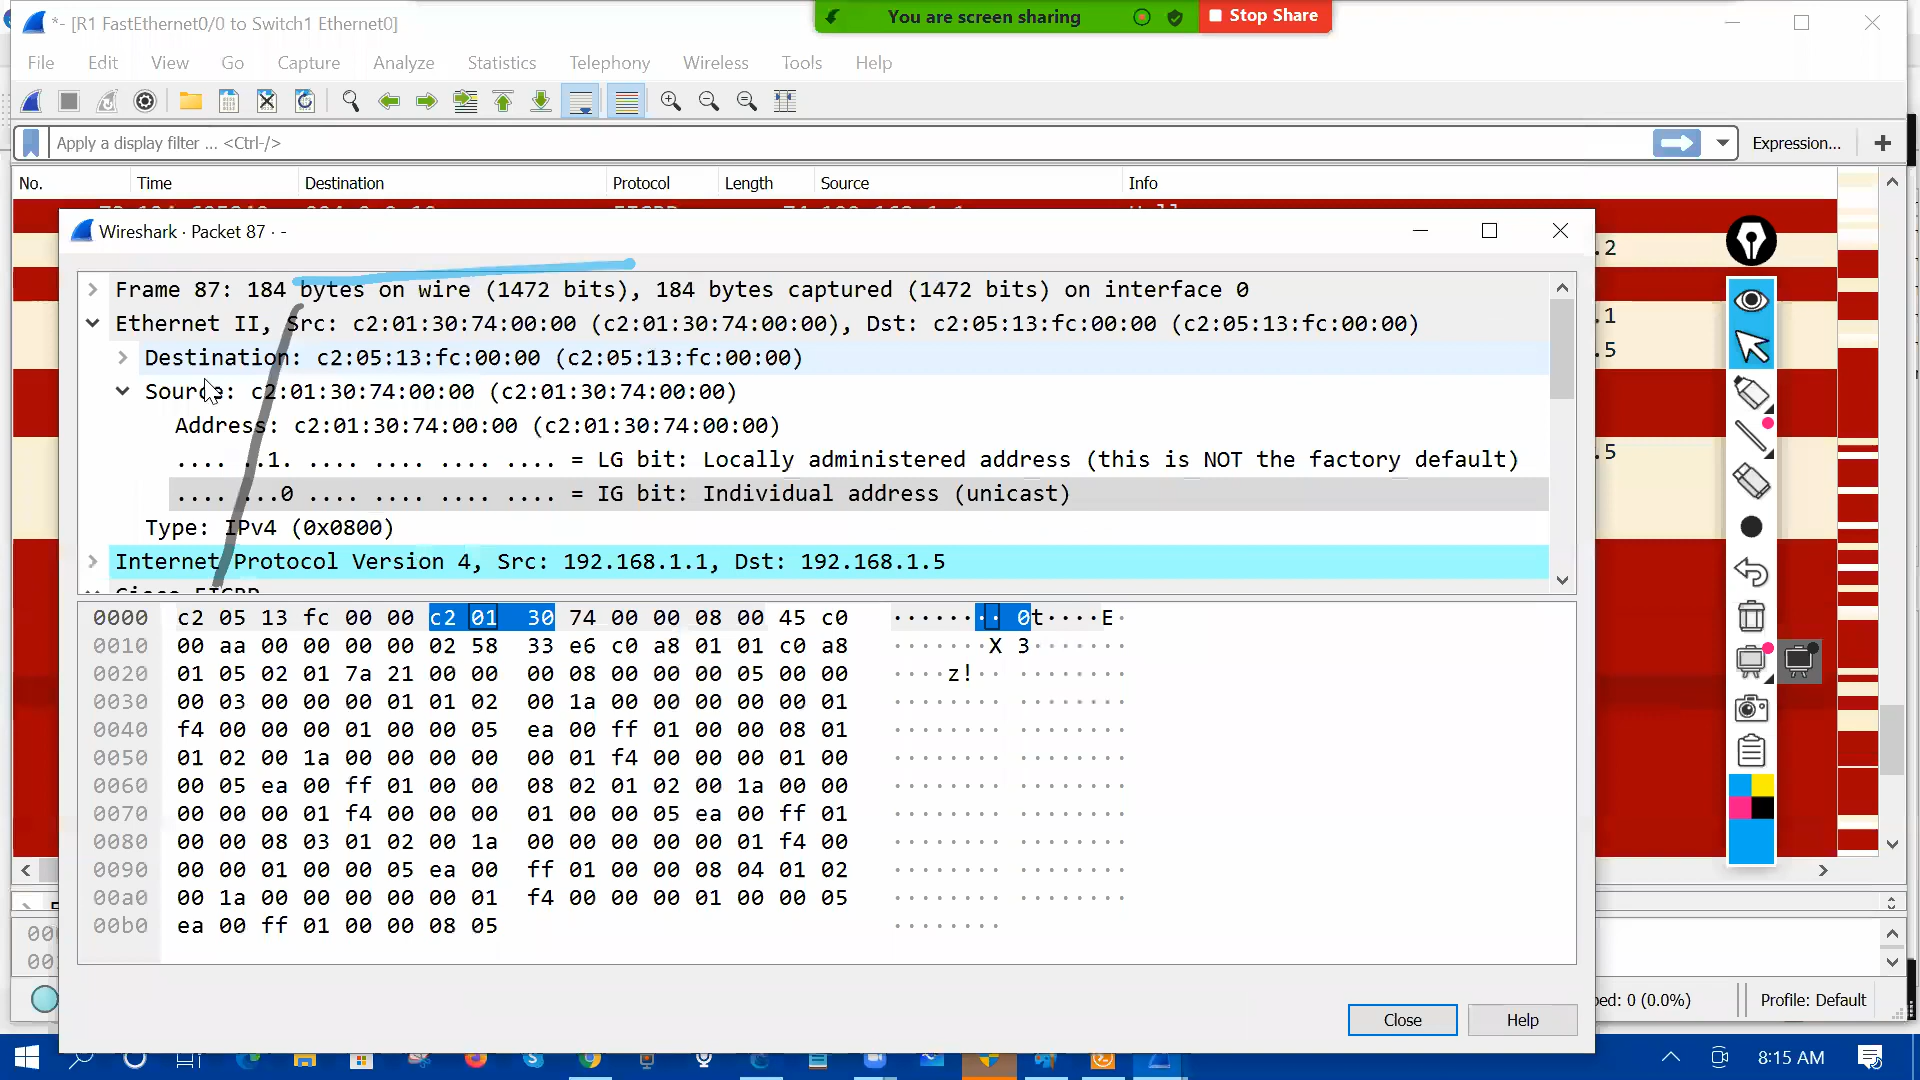 *- [R1 FastEthernet0/0 to Switch1 Ethernet0]
You are screen sharing
Stop Share
File Edit View Go Capture Analyze Statistics Telephony Wireless Tools Help
Apply a display filter ... <Ctrl-/>
Expression...
No. Time Destination Protocol Length Source Info
Wireshark · Packet 87 · -
.2
.1
.5
.5
Frame 87: 184 bytes on wire (1472 bits), 184 bytes captured (1472 bits) on interface 0
Ethernet II, Src: c2:01:30:74:00:00 (c2:01:30:74:00:00), Dst: c2:05:13:fc:00:00 (c2:05:13:fc:00:00)
Destination: c2:05:13:fc:00:00 (c2:05:13:fc:00:00)
Source: c2:01:30:74:00:00 (c2:01:30:74:00:00)
Address: c2:01:30:74:00:00 (c2:01:30:74:00:00)
.... ..1. .... .... .... .... = LG bit: Locally administered address (this is NOT the factory default)
.... ...0 .... .... .... .... = IG bit: Individual address (unicast)
Type: IPv4 (0x0800)
Internet Protocol Version 4, Src: 192.168.1.1, Dst: 192.168.1.5
Cisco EIGRP
0000 c2 05 13 fc 00 00 c2 01 30 74 00 00 08 00 45 c0 ········ 0t····E·
0010 00 aa 00 00 00 00 02 58 33 e6 c0 a8 01 01 c0 a8 ·······X 3·······
0020 01 05 02 01 7a 21 00 00 00 08 00 00 00 05 00 00 ····z!·· ········
0030 00 03 00 00 00 01 01 02 00 1a 00 00 00 00 00 01 ········ ········
0040 f4 00 00 00 01 00 00 05 ea 00 ff 01 00 00 08 01 ········ ········
0050 01 02 00 1a 00 00 00 00 00 01 f4 00 00 00 01 00 ········ ········
0060 00 05 ea 00 ff 01 00 00 08 02 01 02 00 1a 00 00 ········ ········
0070 00 00 00 01 f4 00 00 00 01 00 00 05 ea 00 ff 01 ········ ········
0080 00 00 08 03 01 02 00 1a 00 00 00 00 00 01 f4 00 ········ ········
0090 00 00 01 00 00 05 ea 00 ff 01 00 00 08 04 01 02 ········ ········
00a0 00 1a 00 00 00 00 00 01 f4 00 00 00 01 00 00 05 ········ ········
00b0 ea 00 ff 01 00 00 08 05 ········
Close Help
0 (0.0%) Profile: Default
8:15 AM